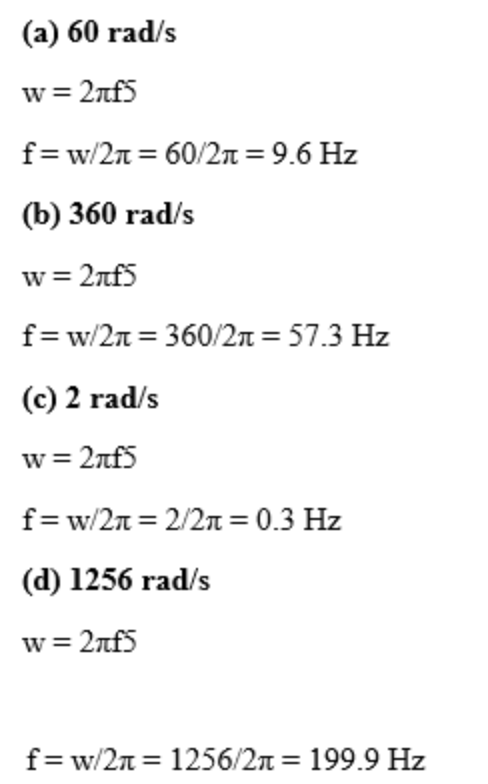 (a) 60 rad/s
w = 2πf5
f = w/2π = 60/2π = 9.6 Hz
(b) 360 rad/s
w = 2πf5
f = w/2π = 360/2π = 57.3 Hz
(c) 2 rad/s
w = 2πf5
f = w/2π = 2/2π = 0.3 Hz
(d) 1256 rad/s
w = 2πf5
f = w/2π = 1256/2π = 199.9 Hz